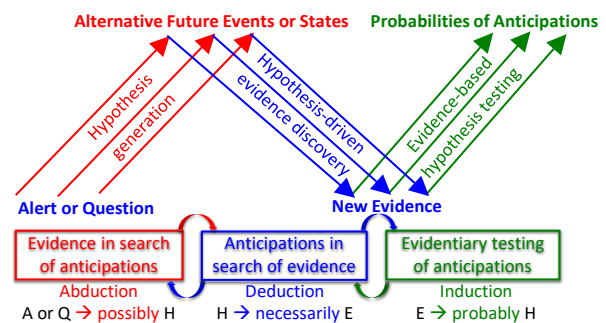 Alternative Future Events or States
Probabilities of Anticipations
Hypothesis
generation
Hypothesis-driven
evidence discovery
Evidence-based
hypothesis testing
Alert or Question
New Evidence
Evidence in search
of anticipations
Anticipations in
search of evidence
Evidentiary testing
of anticipations
Abduction
Deduction
Induction
A or Q → possibly H
H → necessarily E
E → probably H